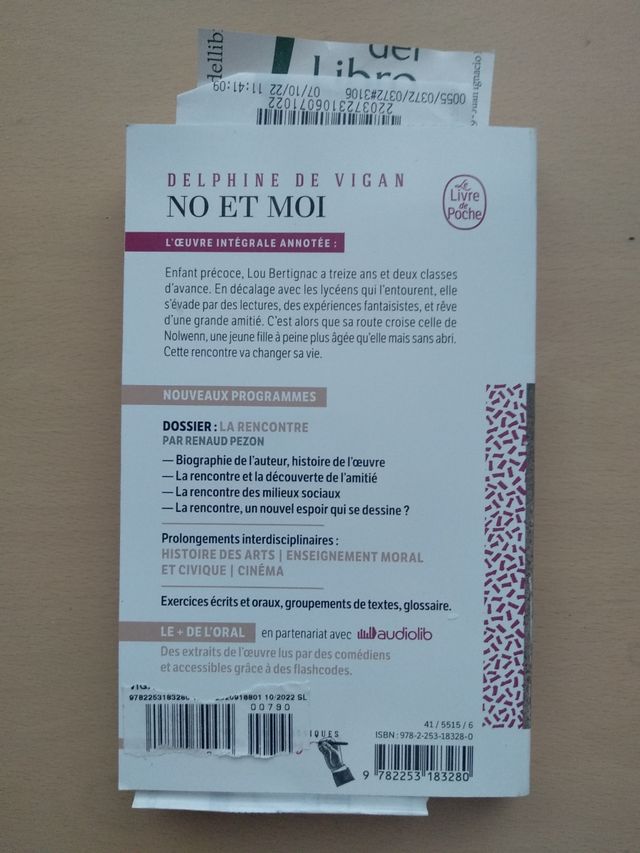 dellib
del
Libro
Juan Ignacio
0055/0372/0372#3106 07/10/22 11:41:09
2203723106071022
DELPHINE DE VIGAN
NO ET MOI
Le
Livre
de
Poche
L'ŒUVRE INTÉGRALE ANNOTÉE :
Enfant précoce, Lou Bertignac a treize ans et deux classes
d'avance. En décalage avec les lycéens qui l'entourent, elle
s'évade par des lectures, des expériences fantaisistes, et rêve
d'une grande amitié. C'est alors que sa route croise celle de
Nolwenn, une jeune fille à peine plus âgée qu'elle mais sans abri.
Cette rencontre va changer sa vie.
NOUVEAUX PROGRAMMES
DOSSIER : LA RENCONTRE
PAR RENAUD PEZON
— Biographie de l'auteur, histoire de l'œuvre
— La rencontre et la découverte de l'amitié
— La rencontre des milieux sociaux
— La rencontre, un nouvel espoir qui se dessine ?
Prolongements interdisciplinaires :
HISTOIRE DES ARTS | ENSEIGNEMENT MORAL
ET CIVIQUE | CINÉMA
Exercices écrits et oraux, groupements de textes, glossaire.
LE + DE L'ORAL en partenariat avec audiolib
Des extraits de l'œuvre lus par des comédiens
et accessibles grâce à des flashcodes.
9782253183280 10/2022 SL
00790
41 / 5515 / 6
ISBN : 978-2-253-18328-0
9 782253 183280